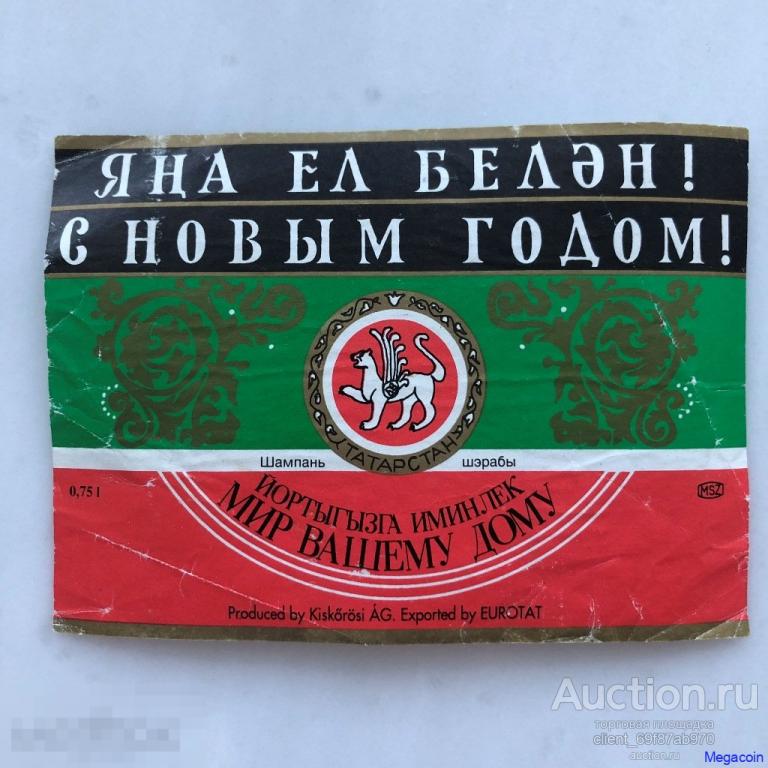 ЯҢА ЕЛ БЕЛӘН!
С НОВЫМ ГОДОМ!
ТАТАРСТАН
Шампань шэрабы
0,75 l
MSZ
ЙОРТЫГЫЗГА ИМИНЛЕК
МИР ВАШЕМУ ДОМУ
Produced by Kiskőrösi ÁG. Exported by EUROTAT
Auction.ru
торговая площадка
client_69f87ab970
auction.ru
Megacoin